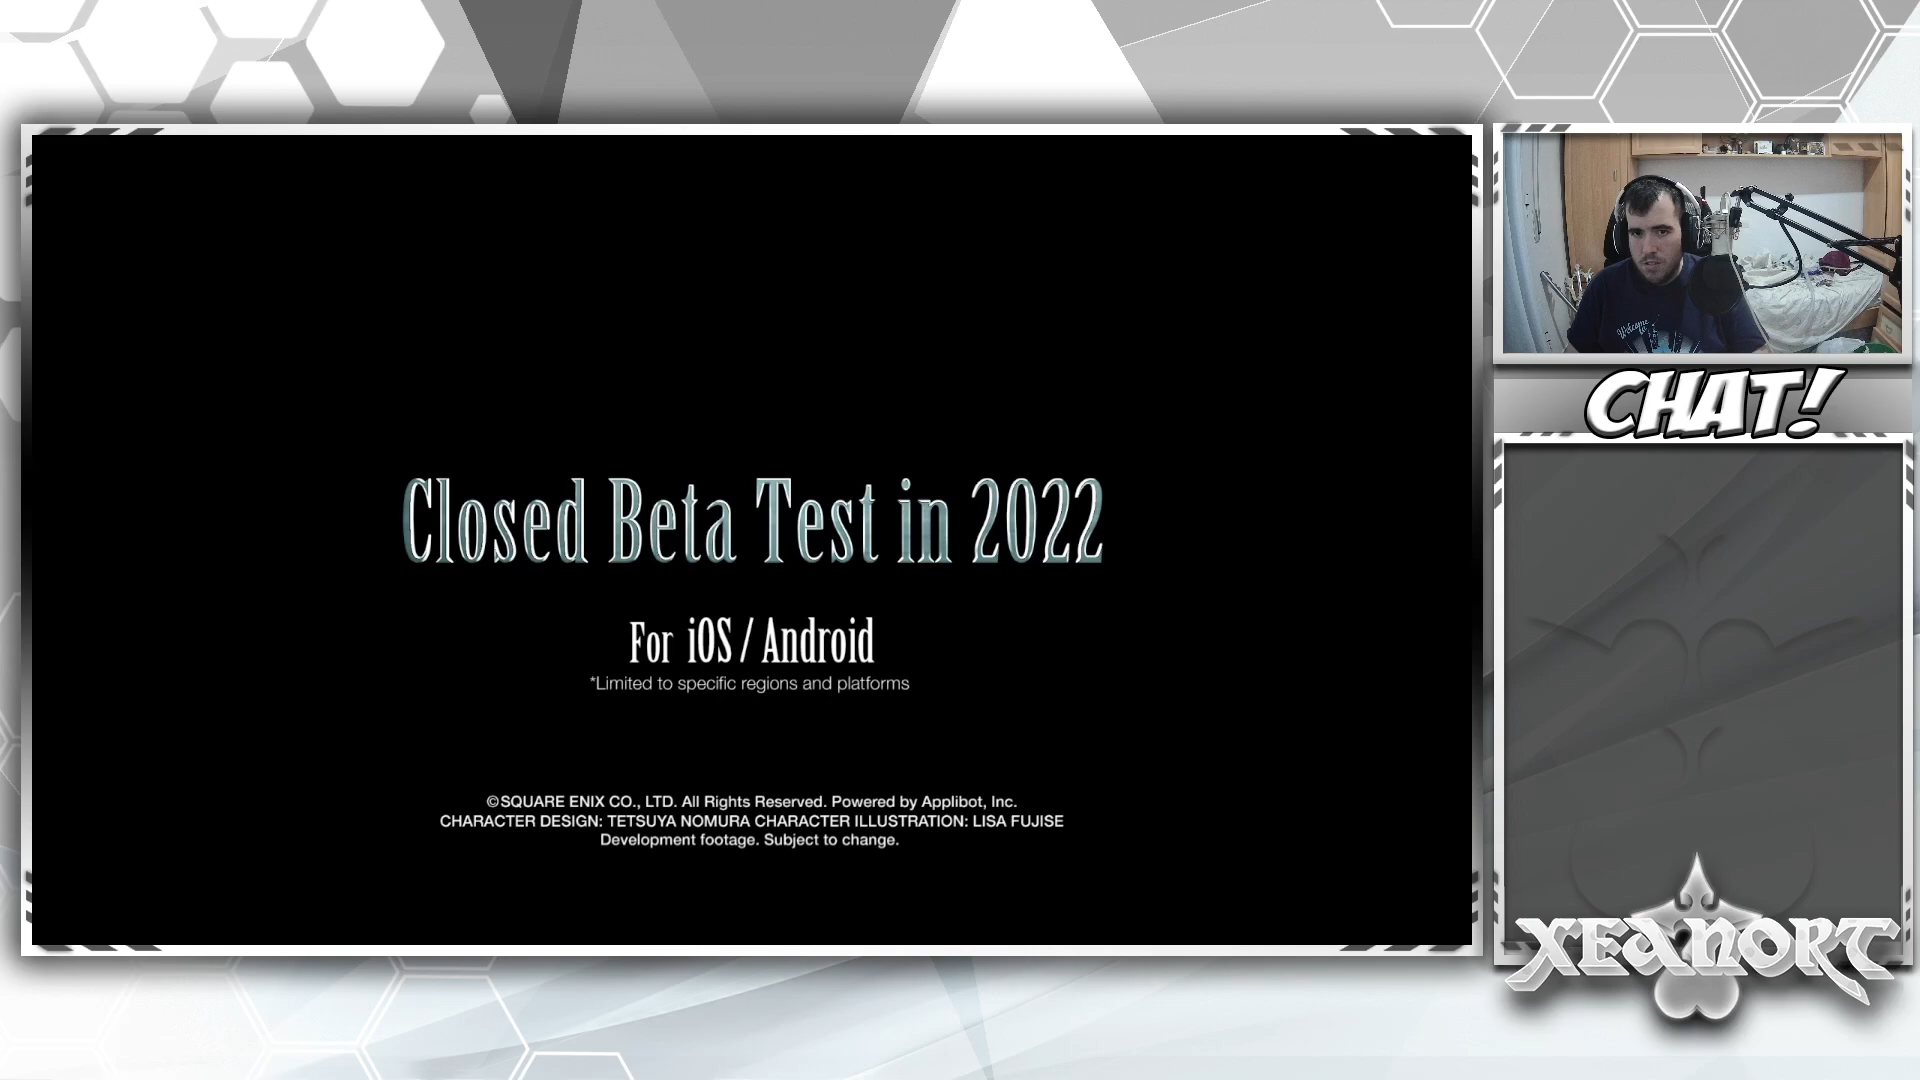 Closed Beta Test in 2022
For iOS / Android
*Limited to specific regions and platforms
©SQUARE ENIX CO., LTD. All Rights Reserved. Powered by Applibot, Inc.
CHARACTER DESIGN: TETSUYA NOMURA CHARACTER ILLUSTRATION: LISA FUJISE
Development footage. Subject to change.
Welcome
to
CHAT!
XEANORT